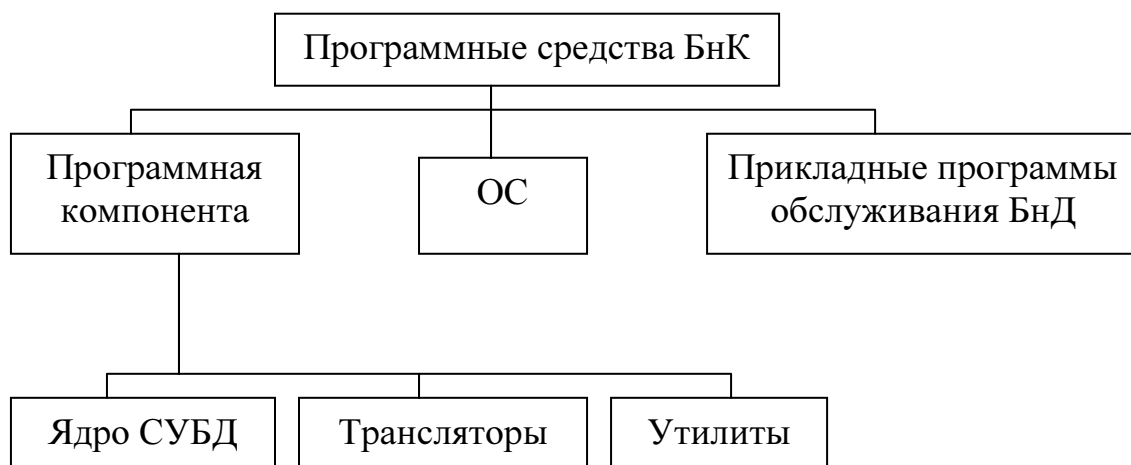 Программные средства БнК
Программная
компонента
ОС
Прикладные программы
обслуживания БнД
Ядро СУБД
Трансляторы
Утилиты